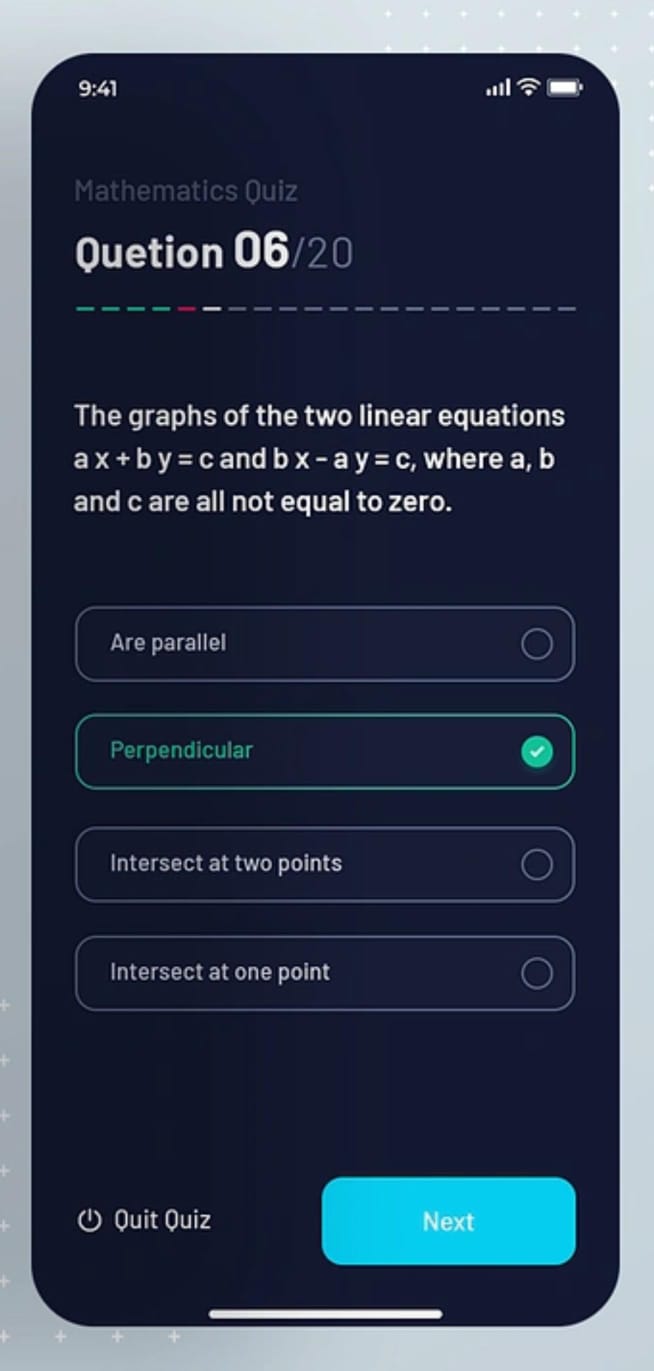 9:41
Mathematics Quiz
Quetion 06/20
The graphs of the two linear equations
a x + b y = c and b x - a y = c, where a, b
and c are all not equal to zero.
Are parallel
Perpendicular
Intersect at two points
Intersect at one point
Quit Quiz
Next